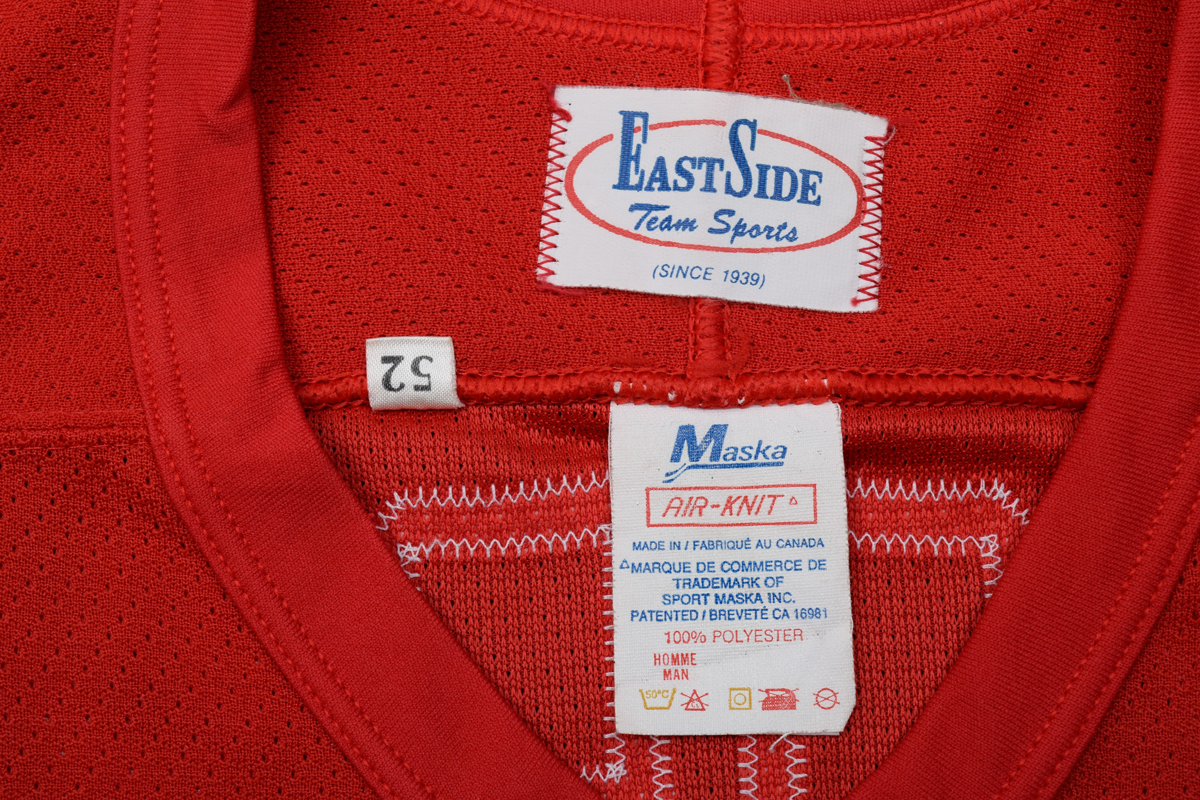 EASTSIDE
Team Sports
(SINCE 1939)
52
MASKA
AIR-KNIT △
MADE IN / FABRIQUÉ AU CANADA
△MARQUE DE COMMERCE DE
TRADEMARK OF
SPORT MASKA INC.
PATENTED / BREVETÉ CA 16981
100% POLYESTER
HOMME
MAN
50°C